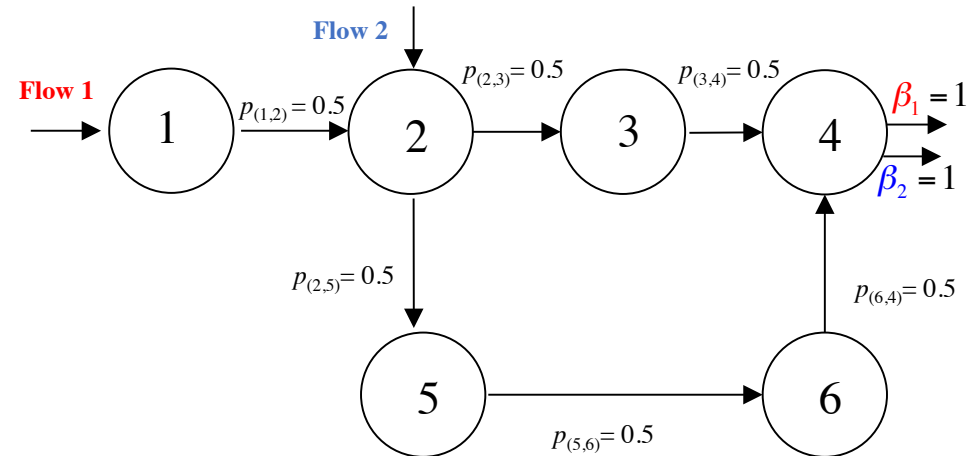 Flow 2
Flow 1
p(1,2) = 0.5
p(2,3)= 0.5
p(3,4)= 0.5
β1 = 1
β2 = 1
1
2
3
4
p(2,5)= 0.5
p(6,4)= 0.5
5
6
p(5,6)= 0.5